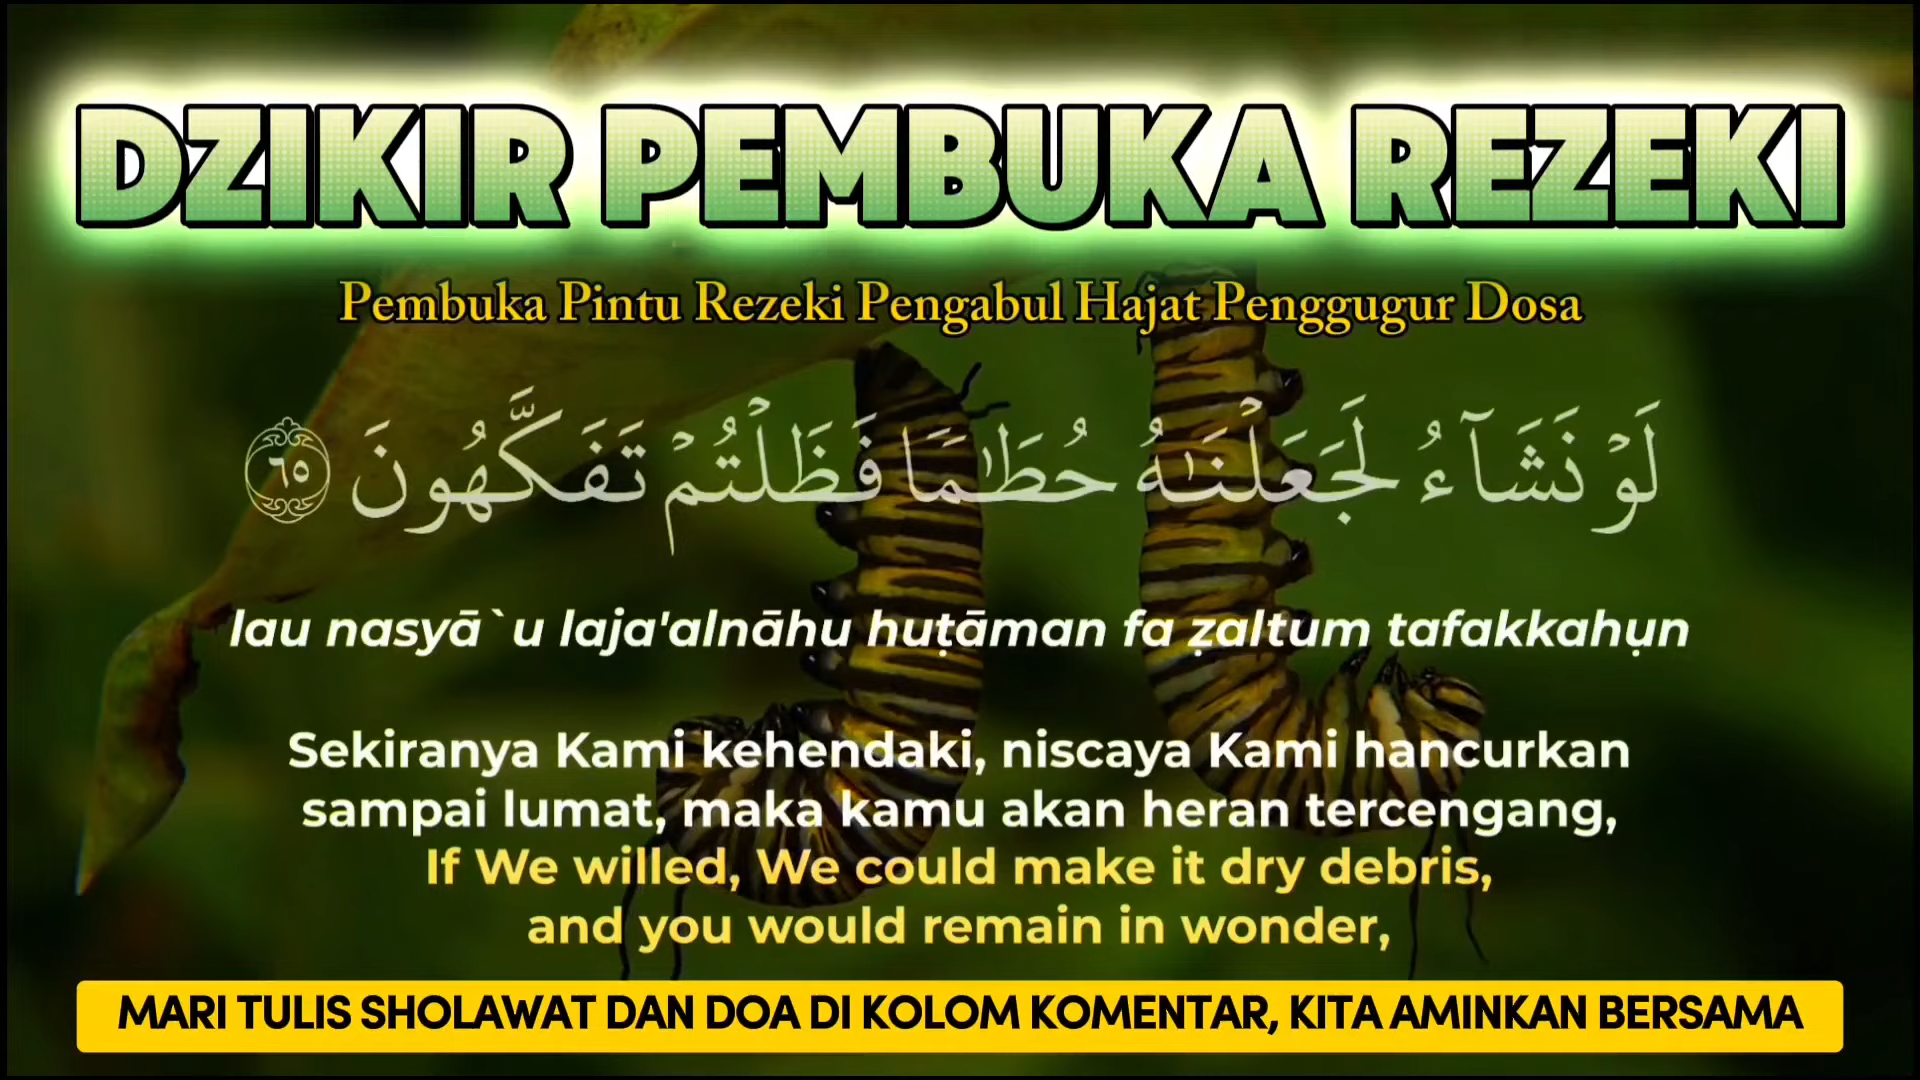 DZIKIR PEMBUKA REZEKI
Pembuka Pintu Rezeki Pengabul Hajat Penggugur Dosa
لَوْ نَشَآءُ لَجَعَلْنَـٰهُ حُطَـٰمًا فَظَلْتُمْ تَفَكَّهُونَ ٦٥
lau nasyā`u laja'alnāhu huṭāman fa ẓaltum tafakkahụn
Sekiranya Kami kehendaki, niscaya Kami hancurkan
sampai lumat, maka kamu akan heran tercengang,
If We willed, We could make it dry debris,
and you would remain in wonder,
MARI TULIS SHOLAWAT DAN DOA DI KOLOM KOMENTAR, KITA AMINKAN BERSAMA